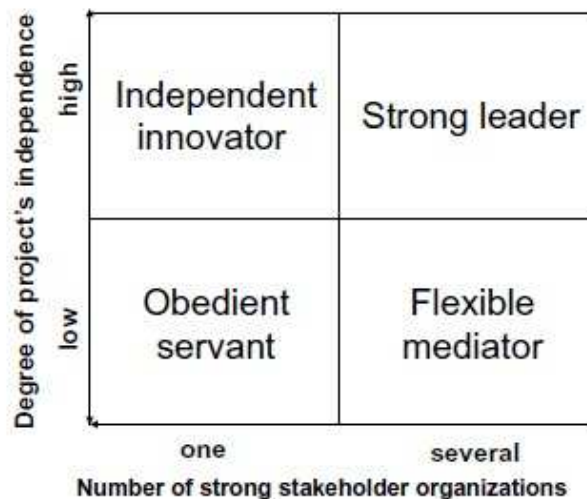 Degree of project's independence
high
low
Independent
innovator
Strong leader
Obedient
servant
Flexible
mediator
one
several
Number of strong stakeholder organizations